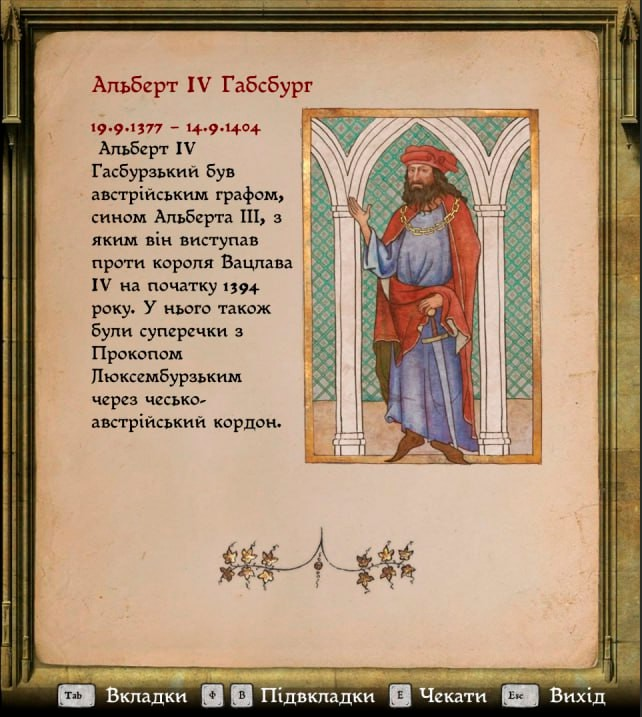 Альберт IV Габсбург
19.9.1377 – 14.9.1404
Альберт IV
Гасбурзький був
австрійським графом,
сином Альберта III, з
яким він виступав
проти короля Вацлава
IV на початку 1394
року. У нього також
були суперечки з
Прокопом
Люксембурзьким
через чесько-
австрійський кордон.
Tab Вкладки Ф В Підвкладки E Чекати Esc Вихід